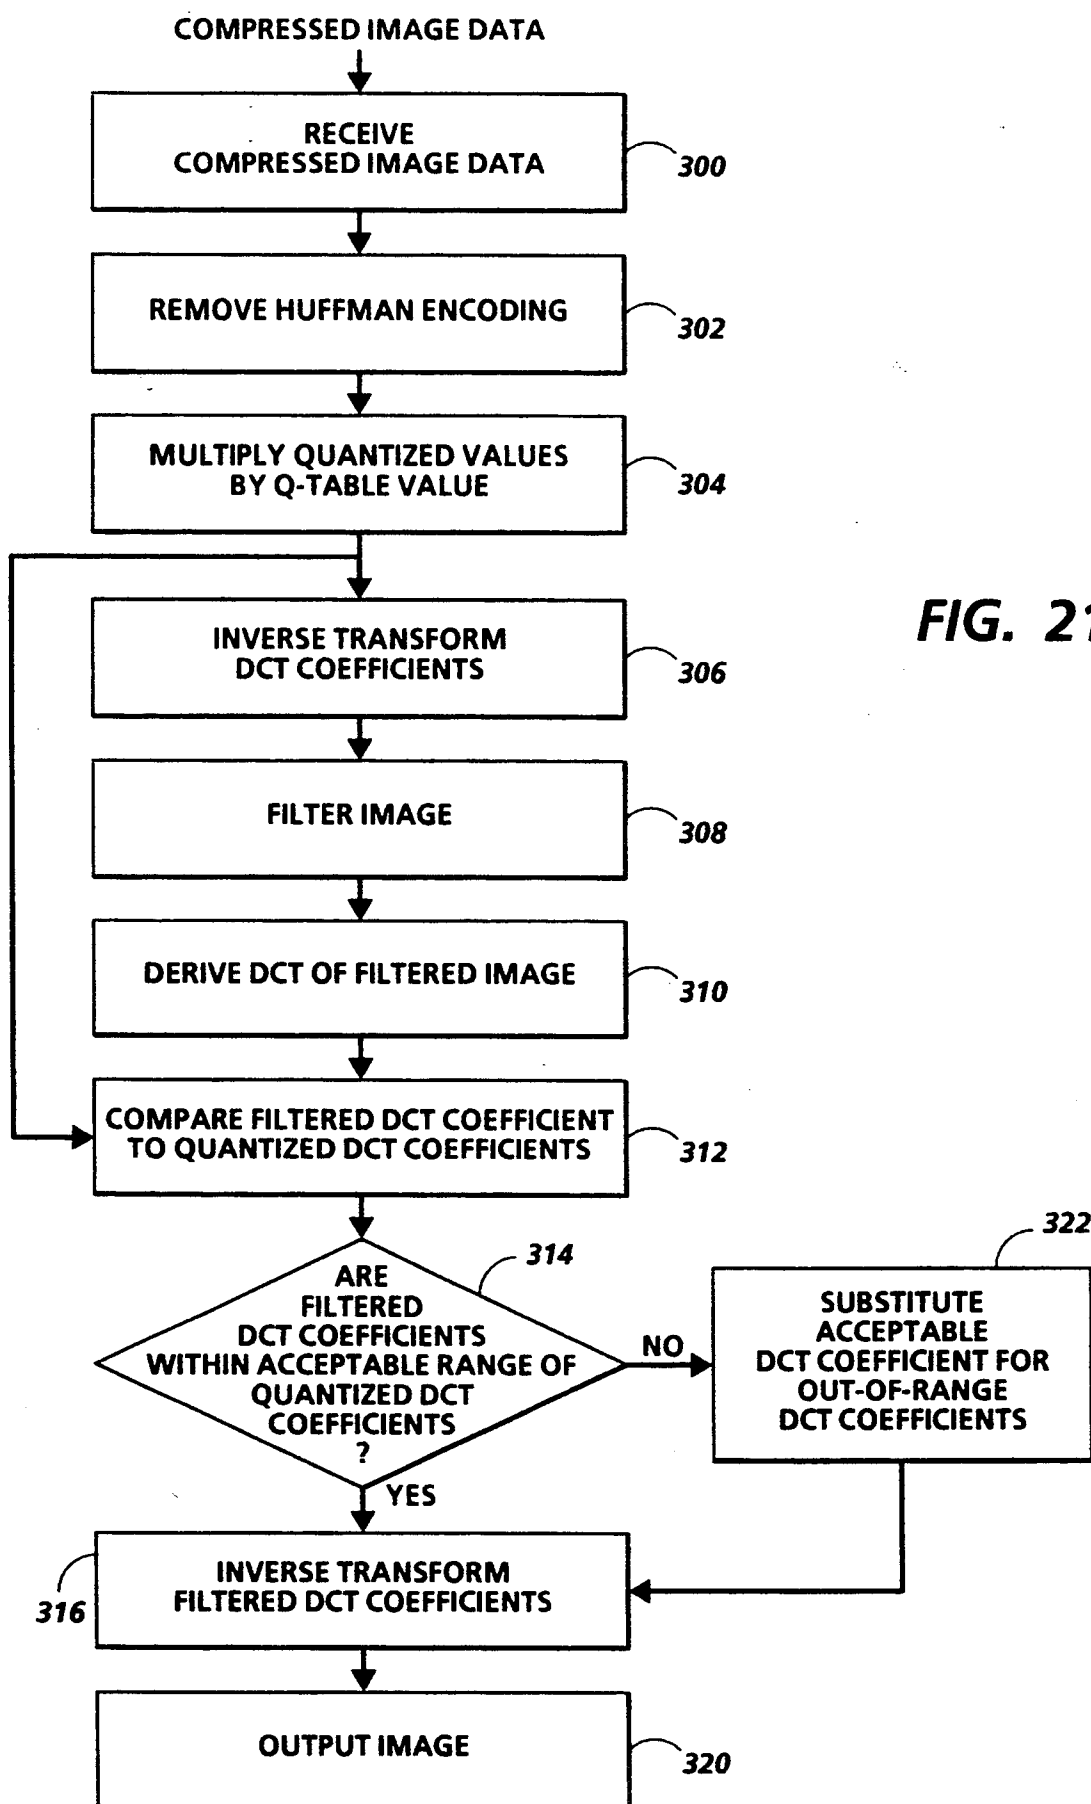 COMPRESSED IMAGE DATA
RECEIVE
COMPRESSED IMAGE DATA
300
REMOVE HUFFMAN ENCODING
302
MULTIPLY QUANTIZED VALUES
BY Q-TABLE VALUE
304
INVERSE TRANSFORM
DCT COEFFICIENTS
306
FIG. 21
FILTER IMAGE
308
DERIVE DCT OF FILTERED IMAGE
310
COMPARE FILTERED DCT COEFFICIENT
TO QUANTIZED DCT COEFFICIENTS
312
ARE
FILTERED
DCT COEFFICIENTS
WITHIN ACCEPTABLE RANGE OF
QUANTIZED DCT
COEFFICIENTS
?
314
NO
YES
SUBSTITUTE
ACCEPTABLE
DCT COEFFICIENT FOR
OUT-OF-RANGE
DCT COEFFICIENTS
322
INVERSE TRANSFORM
FILTERED DCT COEFFICIENTS
316
OUTPUT IMAGE
320